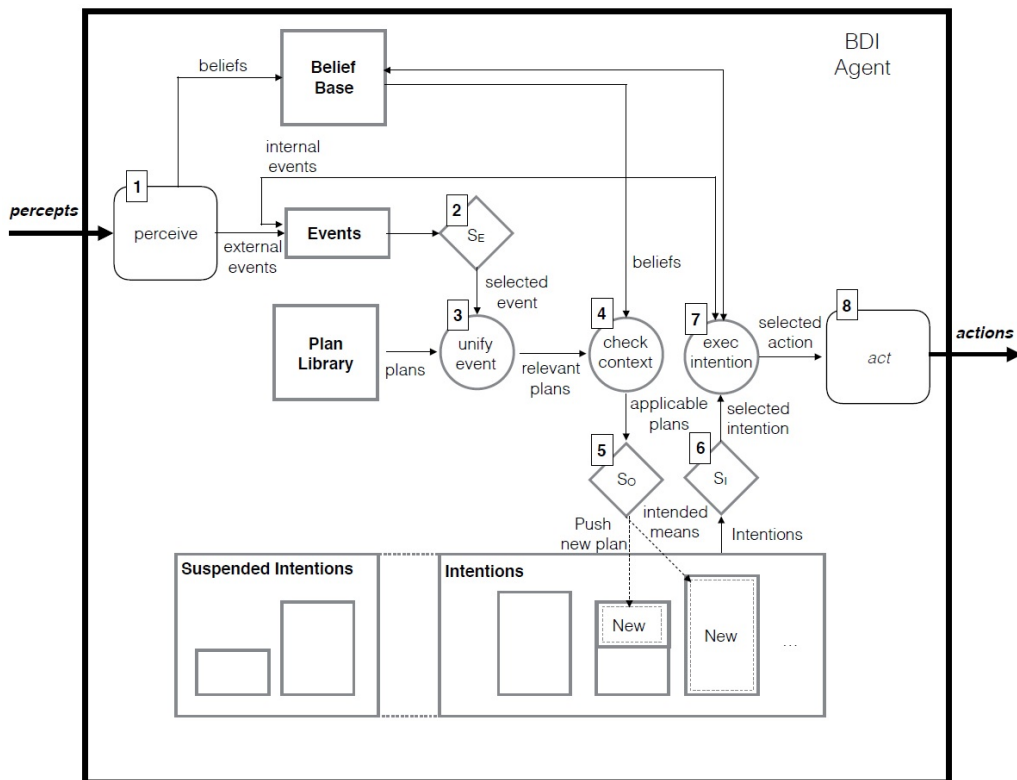 BDI
Agent
beliefs
Belief
Base
internal
events
1
percepts
perceive
external
events
Events
2
SE
selected
event
beliefs
Plan
Library
plans
3
unify
event
relevant
plans
4
check
context
7
exec
intention
selected
action
8
act
actions
applicable
plans
selected
intention
5
SO
6
SI
Push
new plan
intended
means
Intentions
Suspended Intentions
Intentions
New
New
...